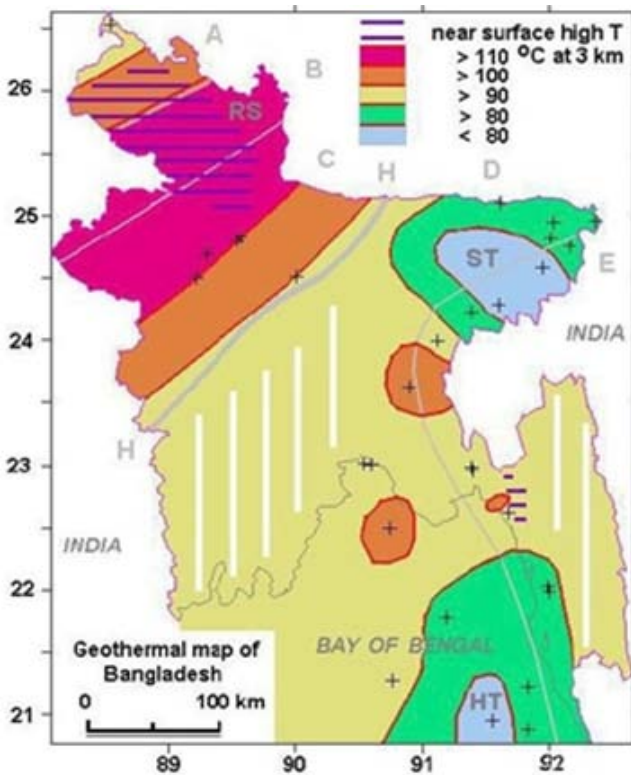 near surface high T
> 110 °C at 3 km
> 100
> 90
> 80
< 80
A
B
RS
C
H
D
ST
E
INDIA
H
INDIA
BAY OF BENGAL
HT
Geothermal map of
Bangladesh
0 100 km
26
25
24
23
22
21
89 90 91 92